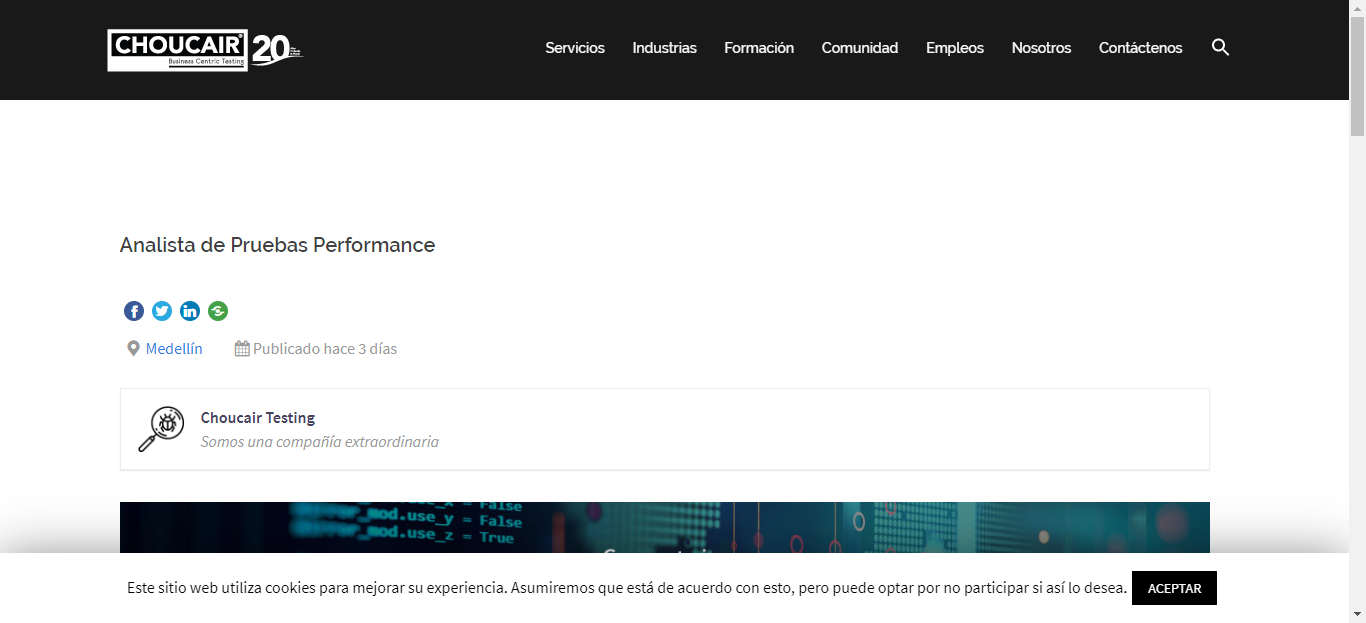 CHOUCAIR
Business Centric Testing
20
Servicios Industrias Formación Comunidad Empleos Nosotros Contáctenos
Analista de Pruebas Performance
Medellín Publicado hace 3 días
Choucair Testing
Somos una compañía extraordinaria
_mod.use_y = False
_mod.use_z = True
Este sitio web utiliza cookies para mejorar su experiencia. Asumiremos que está de acuerdo con esto, pero puede optar por no participar si así lo desea. ACEPTAR